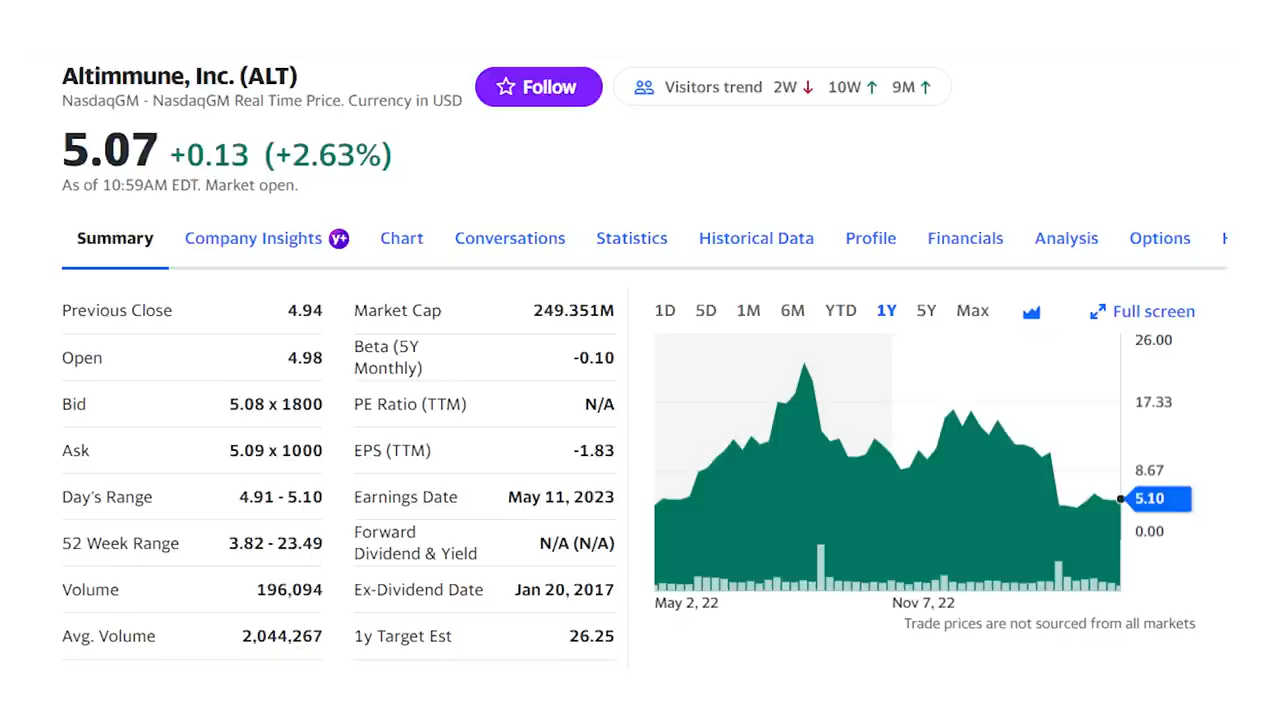 Altimmune, Inc. (ALT)
NasdaqGM - NasdaqGM Real Time Price. Currency in USD
Follow
Visitors trend 2W ↓ 10W ↑ 9M ↑
5.07 +0.13 (+2.63%)
As of 10:59AM EDT. Market open.
Summary Company Insights Y+ Chart Conversations Statistics Historical Data Profile Financials Analysis Options
Previous Close 4.94
Open 4.98
Bid 5.08 x 1800
Ask 5.09 x 1000
Day's Range 4.91 - 5.10
52 Week Range 3.82 - 23.49
Volume 196,094
Avg. Volume 2,044,267
Market Cap 249.351M
Beta (5Y
Monthly) -0.10
PE Ratio (TTM) N/A
EPS (TTM) -1.83
Earnings Date May 11, 2023
Forward
Dividend & Yield N/A (N/A)
Ex-Dividend Date Jan 20, 2017
1y Target Est 26.25
1D 5D 1M 6M YTD 1Y 5Y Max Full screen
26.00
17.33
8.67
5.10
0.00
May 2, 22 Nov 7, 22
Trade prices are not sourced from all markets